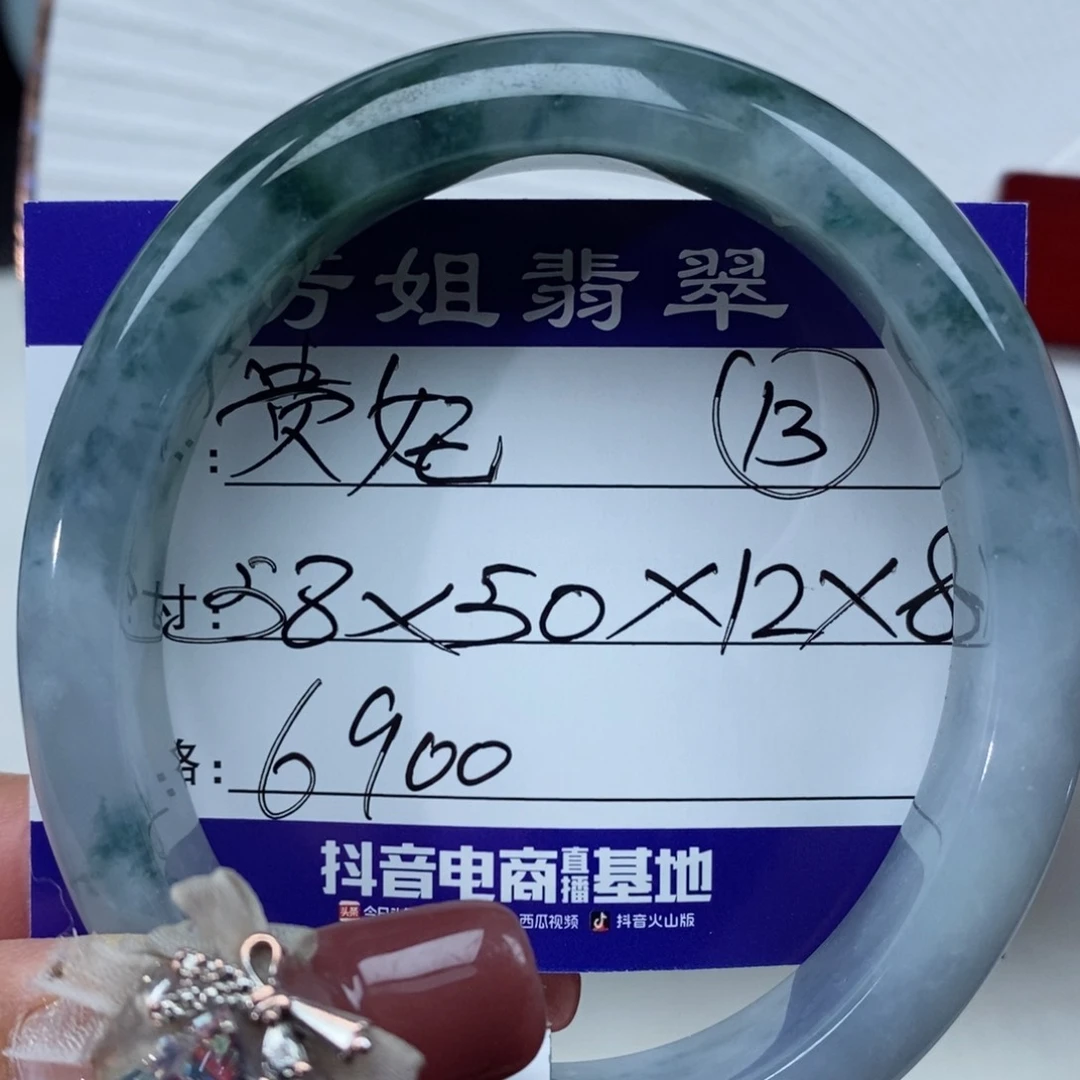 芳姐翡翠
: 贵妃 ⑬
寸: 58×50×12×8
格: 6900
抖音电商直播基地
西瓜视频 抖音火山版